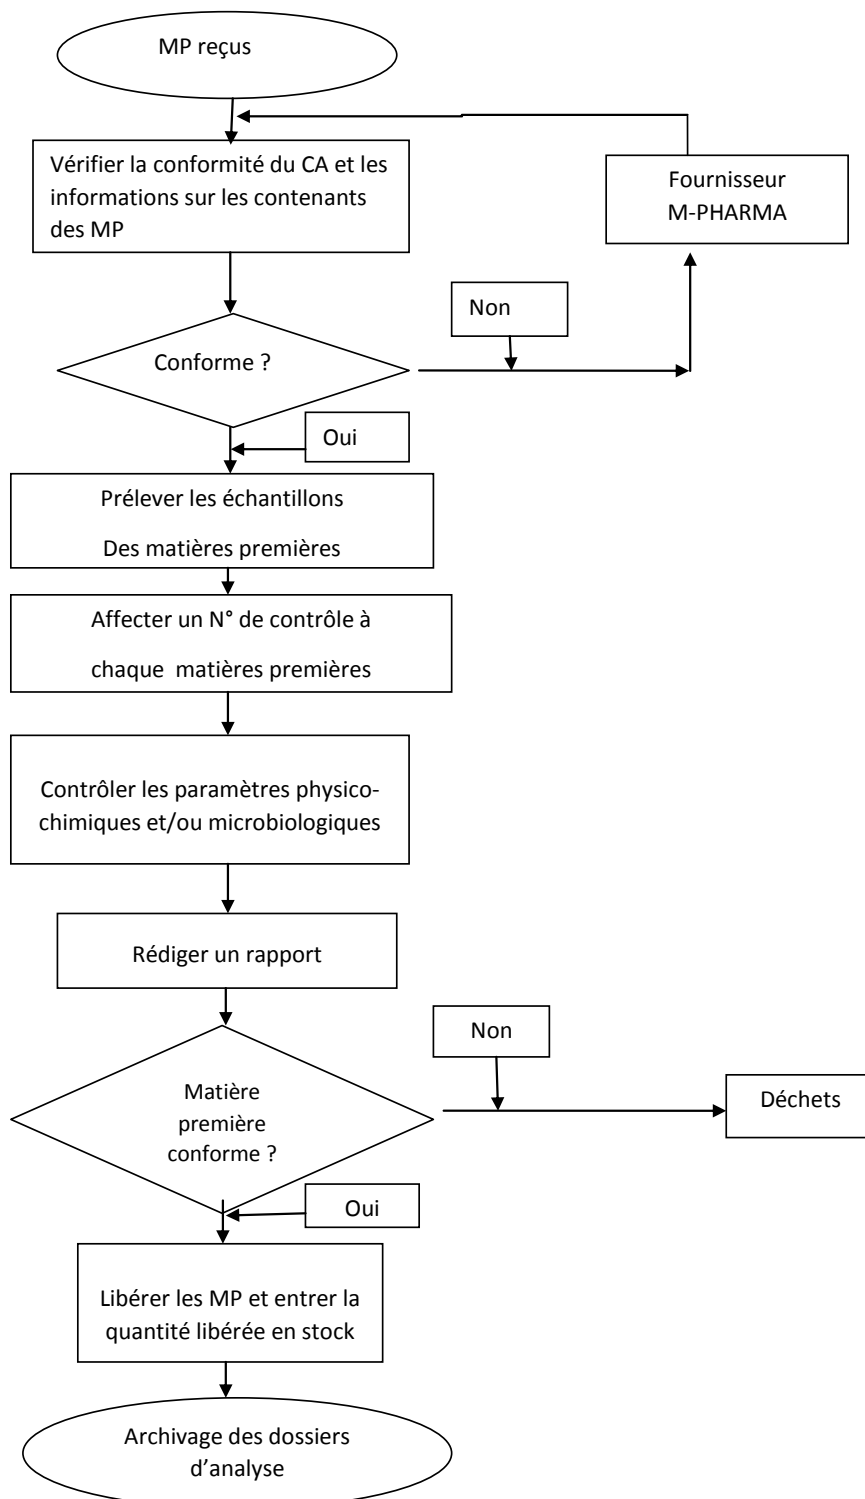 MP reçus
Vérifier la conformité du CA et les
informations sur les contenants
des MP
Fournisseur
M-PHARMA
Non
Conforme ?
Oui
Prélever les échantillons
Des matières premières
Affecter un N° de contrôle à
chaque matières premières
Contrôler les paramètres physico-
chimiques et/ou microbiologiques
Rédiger un rapport
Non
Matière
première
conforme ?
Déchets
Oui
Libérer les MP et entrer la
quantité libérée en stock
Archivage des dossiers
d’analyse